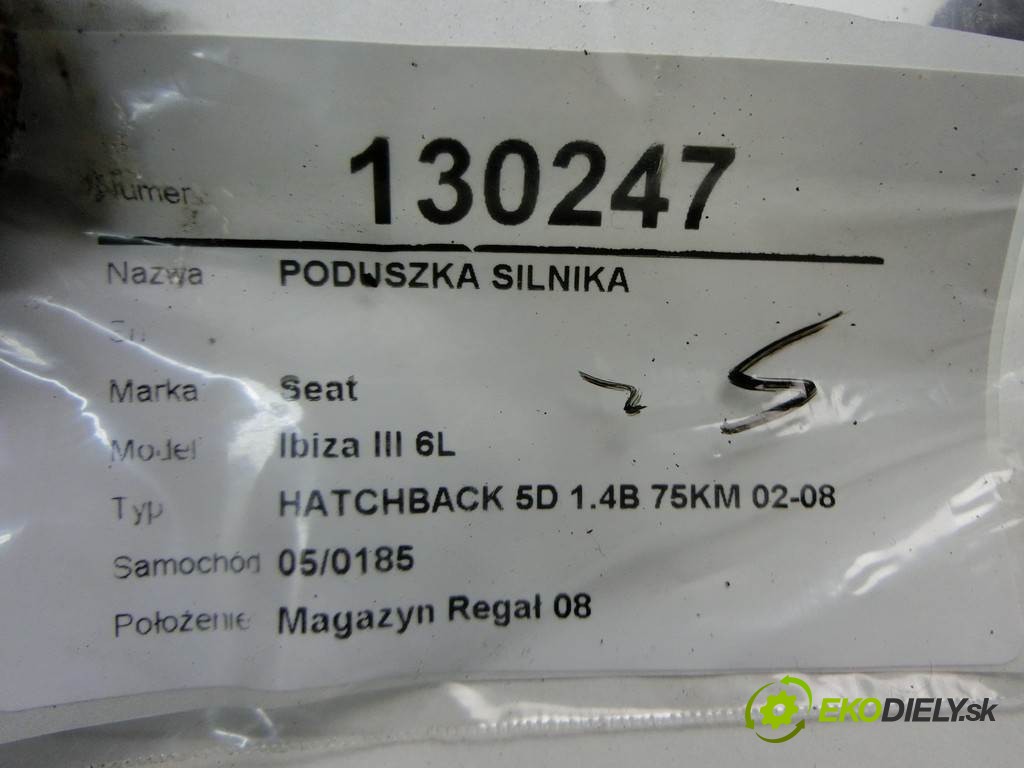 Numer 130247
Nazwa PODUSZKA SILNIKA
Marka Seat
Model Ibiza III 6L
Typ HATCHBACK 5D 1.4B 75KM 02-08
Samochód 05/0185
Położenie Magazyn Regał 08
EKODIELY.sk